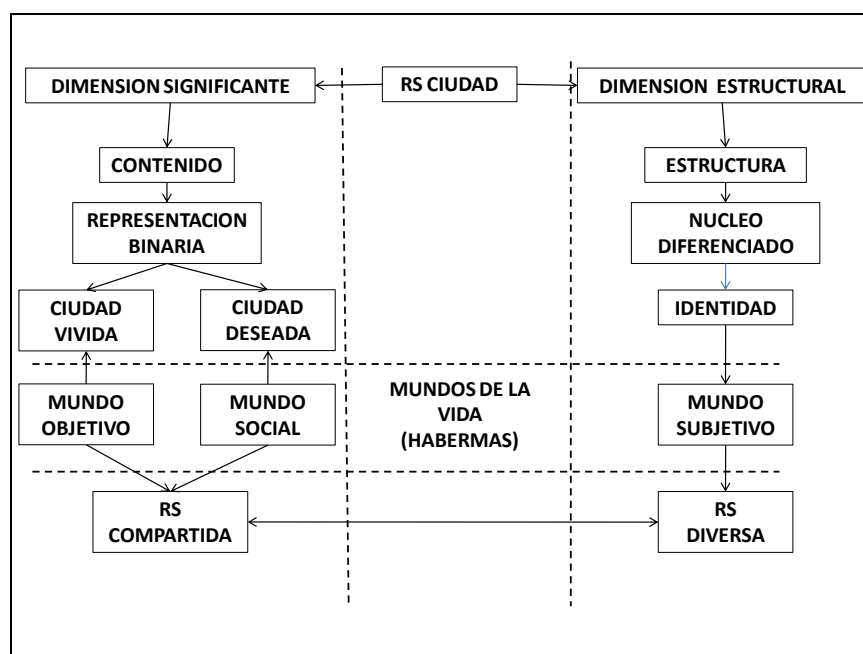 DIMENSION SIGNIFICANTE
RS CIUDAD
DIMENSION ESTRUCTURAL
CONTENIDO
ESTRUCTURA
REPRESENTACION
BINARIA
NUCLEO
DIFERENCIADO
CIUDAD
VIVIDA
CIUDAD
DESEADA
IDENTIDAD
MUNDO
OBJETIVO
MUNDO
SOCIAL
MUNDOS DE LA
VIDA
(HABERMAS)
MUNDO
SUBJETIVO
RS
COMPARTIDA
RS
DIVERSA